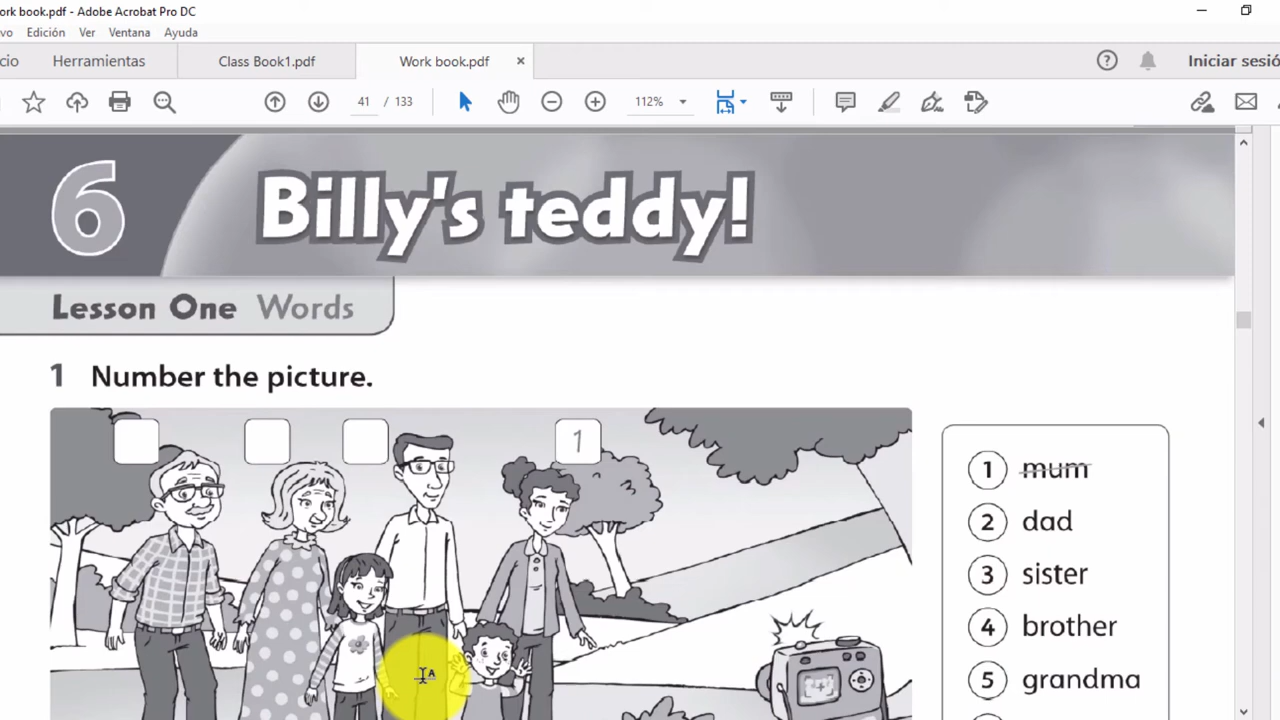 ork book.pdf - Adobe Acrobat Pro DC
vo Edición Ver Ventana Ayuda
cio Herramientas Class Book1.pdf Work book.pdf ×
41 / 133 112%
Iniciar sesió
6 Billy's teddy!
Lesson One Words
1 Number the picture.
1
1 mum
2 dad
3 sister
4 brother
5 grandma
A